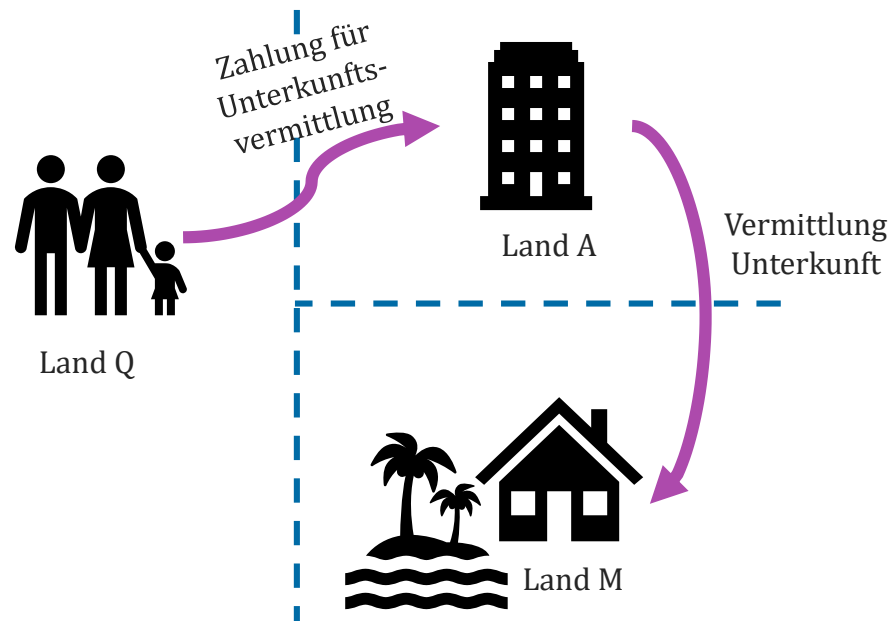 Zahlung für
Unterkunfts-
vermittlung
Land A
Vermittlung
Unterkunft
Land Q
Land M